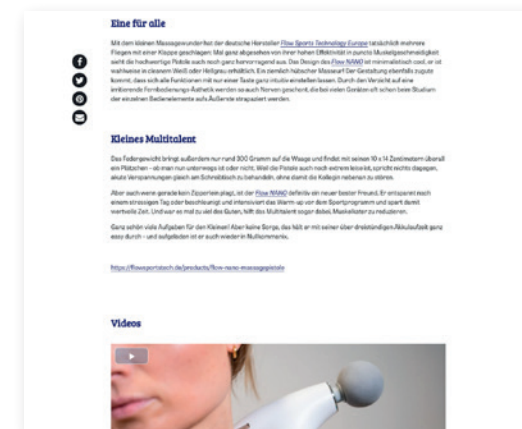 Eine für alle
Mit dem kleinen Massagewunder hat der deutsche Hersteller Flow Sports Technology Europe tatsächlich mehrere
Fliegen mit einer Klappe geschlagen: Mal ganz abgesehen von ihrer hohen Effektivität in puncto Muskelgeschmeidigkeit
sieht die hochwertige Pistole auch noch ganz hervorragend aus. Das Design des Flow NANO ist minimalistisch cool, er ist
wahlweise in cleanem Weiß oder Hellgrau erhältlich. Ein ziemlich hübscher Masseur! Der Gestaltung ebenfalls zugute
kommt, dass sich alle Funktionen mit nur einer Taste ganz intuitiv einstellen lassen. Durch den Verzicht auf eine
irritierende Fernbedienungs-Ästhetik werden so auch Nerven geschont, die bei vielen Geräten oft schon beim Studium
der einzelnen Bedienelemente aufs Äußerste strapaziert werden.
Kleines Multitalent
Das Federgewicht bringt außerdem nur rund 300 Gramm auf die Waage und findet mit seinen 10 x 14 Zentimetern überall
ein Plätzchen – ob man nun unterwegs ist oder nicht. Weil die Pistole auch noch extrem leise ist, spricht nichts dagegen,
akute Verspannungen gleich am Schreibtisch zu behandeln, ohne damit die Kollegin nebenan zu stören.
Aber auch wenn gerade kein Zipperlein plagt, ist der Flow NANO definitiv ein neuer bester Freund. Er entspannt nach
einem stressigen Tag oder beschleunigt und intensiviert das Warm-up vor dem Sportprogramm und spart damit
wertvolle Zeit. Und war es mal zu viel des Guten, hilft das Multitalent sogar dabei, Muskelkater zu reduzieren.
Ganz schön viele Aufgaben für den Kleinen! Aber keine Sorge, das hält er mit seiner über dreistündigen Akkulaufzeit ganz
easy durch – und aufgeladen ist er auch wieder in Nullkommanix.
https://flowsportstech.de/products/flow-nano-massagepistole
Videos